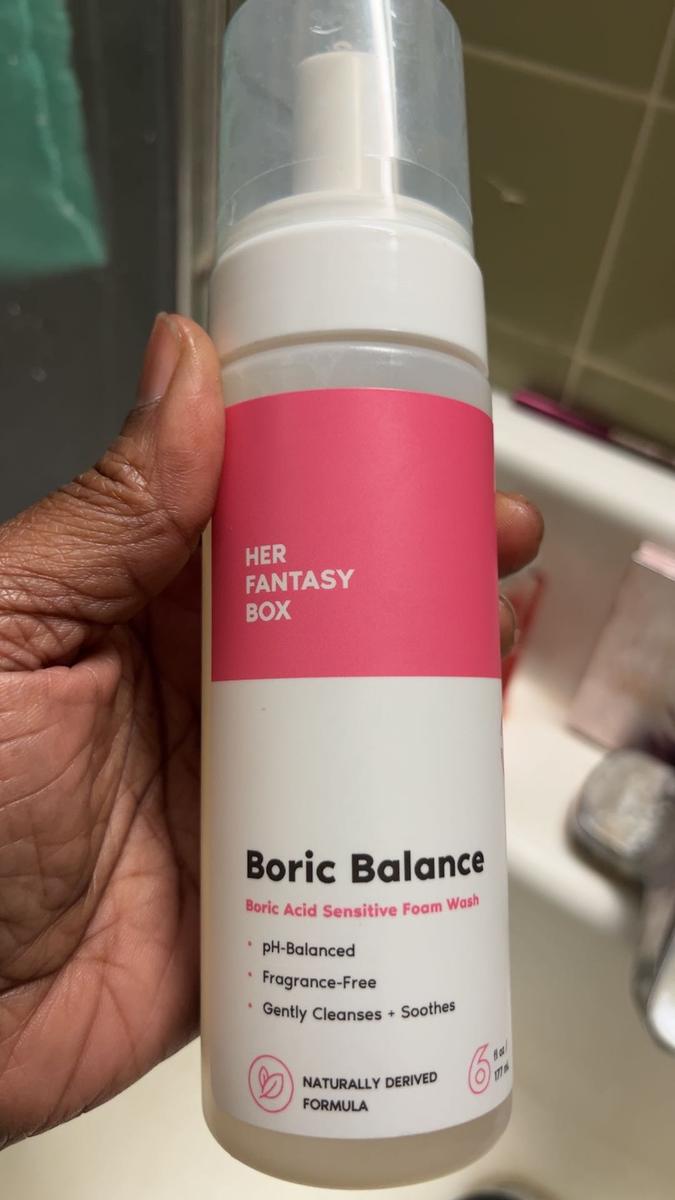 HER
FANTASY
BOX
Boric Balance
Boric Acid Sensitive Foam Wash
• pH-Balanced
• Fragrance-Free
• Gently Cleanses + Soothes
NATURALLY DERIVED
FORMULA
6 fl oz /
177 mL